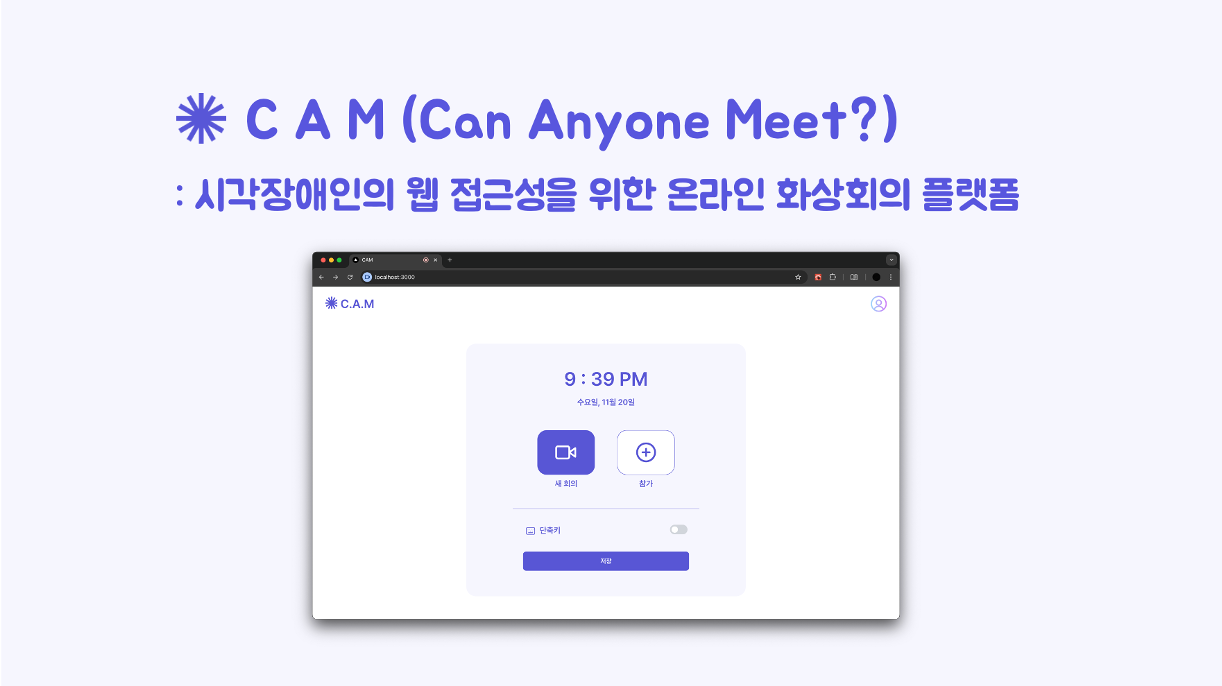 C A M (Can Anyone Meet?)
: 시각장애인의 웹 접근성을 위한 온라인 화상회의 플랫폼
CAM
localhost:3000
C.A.M
9 : 39 PM
수요일, 11월 20일
새 회의
참가
단축키
저장